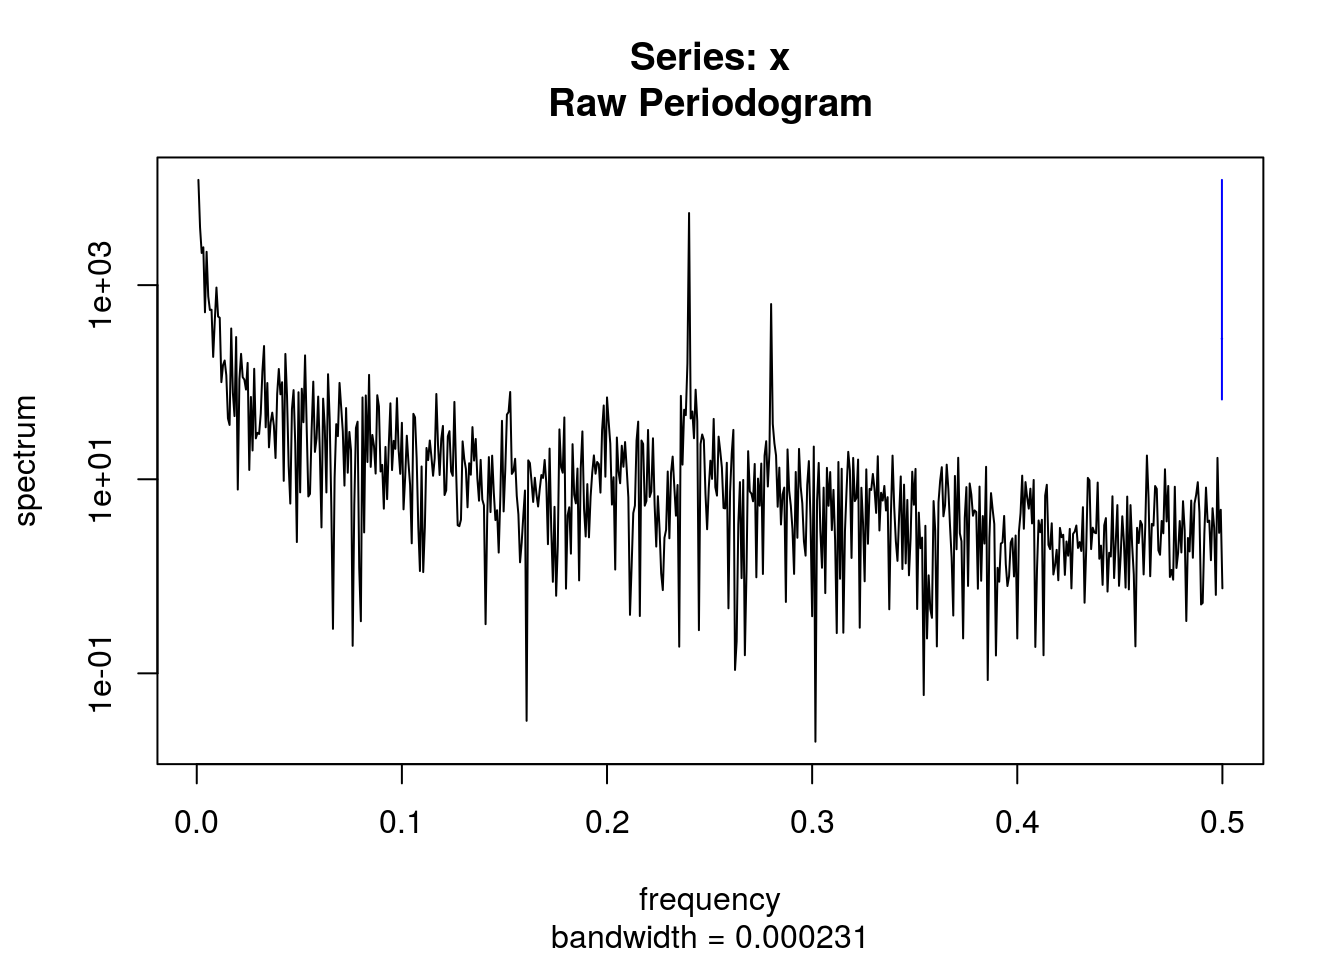 Series: x
Raw Periodogram
spectrum
1e+03
1e+01
1e-01
0.0 0.1 0.2 0.3 0.4 0.5
frequency
bandwidth = 0.000231